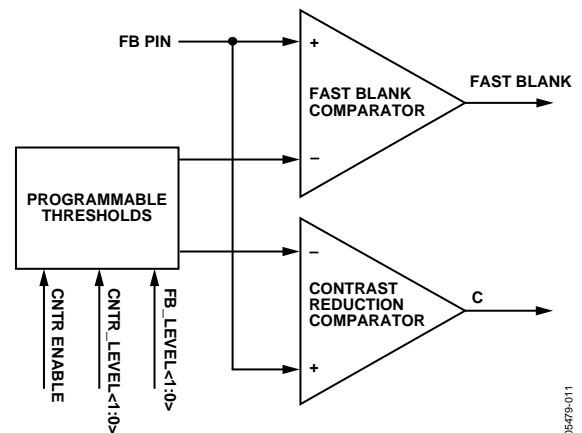 FB PIN
+
FAST BLANK
COMPARATOR
–
FAST BLANK
PROGRAMMABLE
THRESHOLDS
–
CONTRAST
REDUCTION
COMPARATOR
+
C
CNTR ENABLE
CNTR_LEVEL<1:0>
FB_LEVEL<1:0>
05479-011